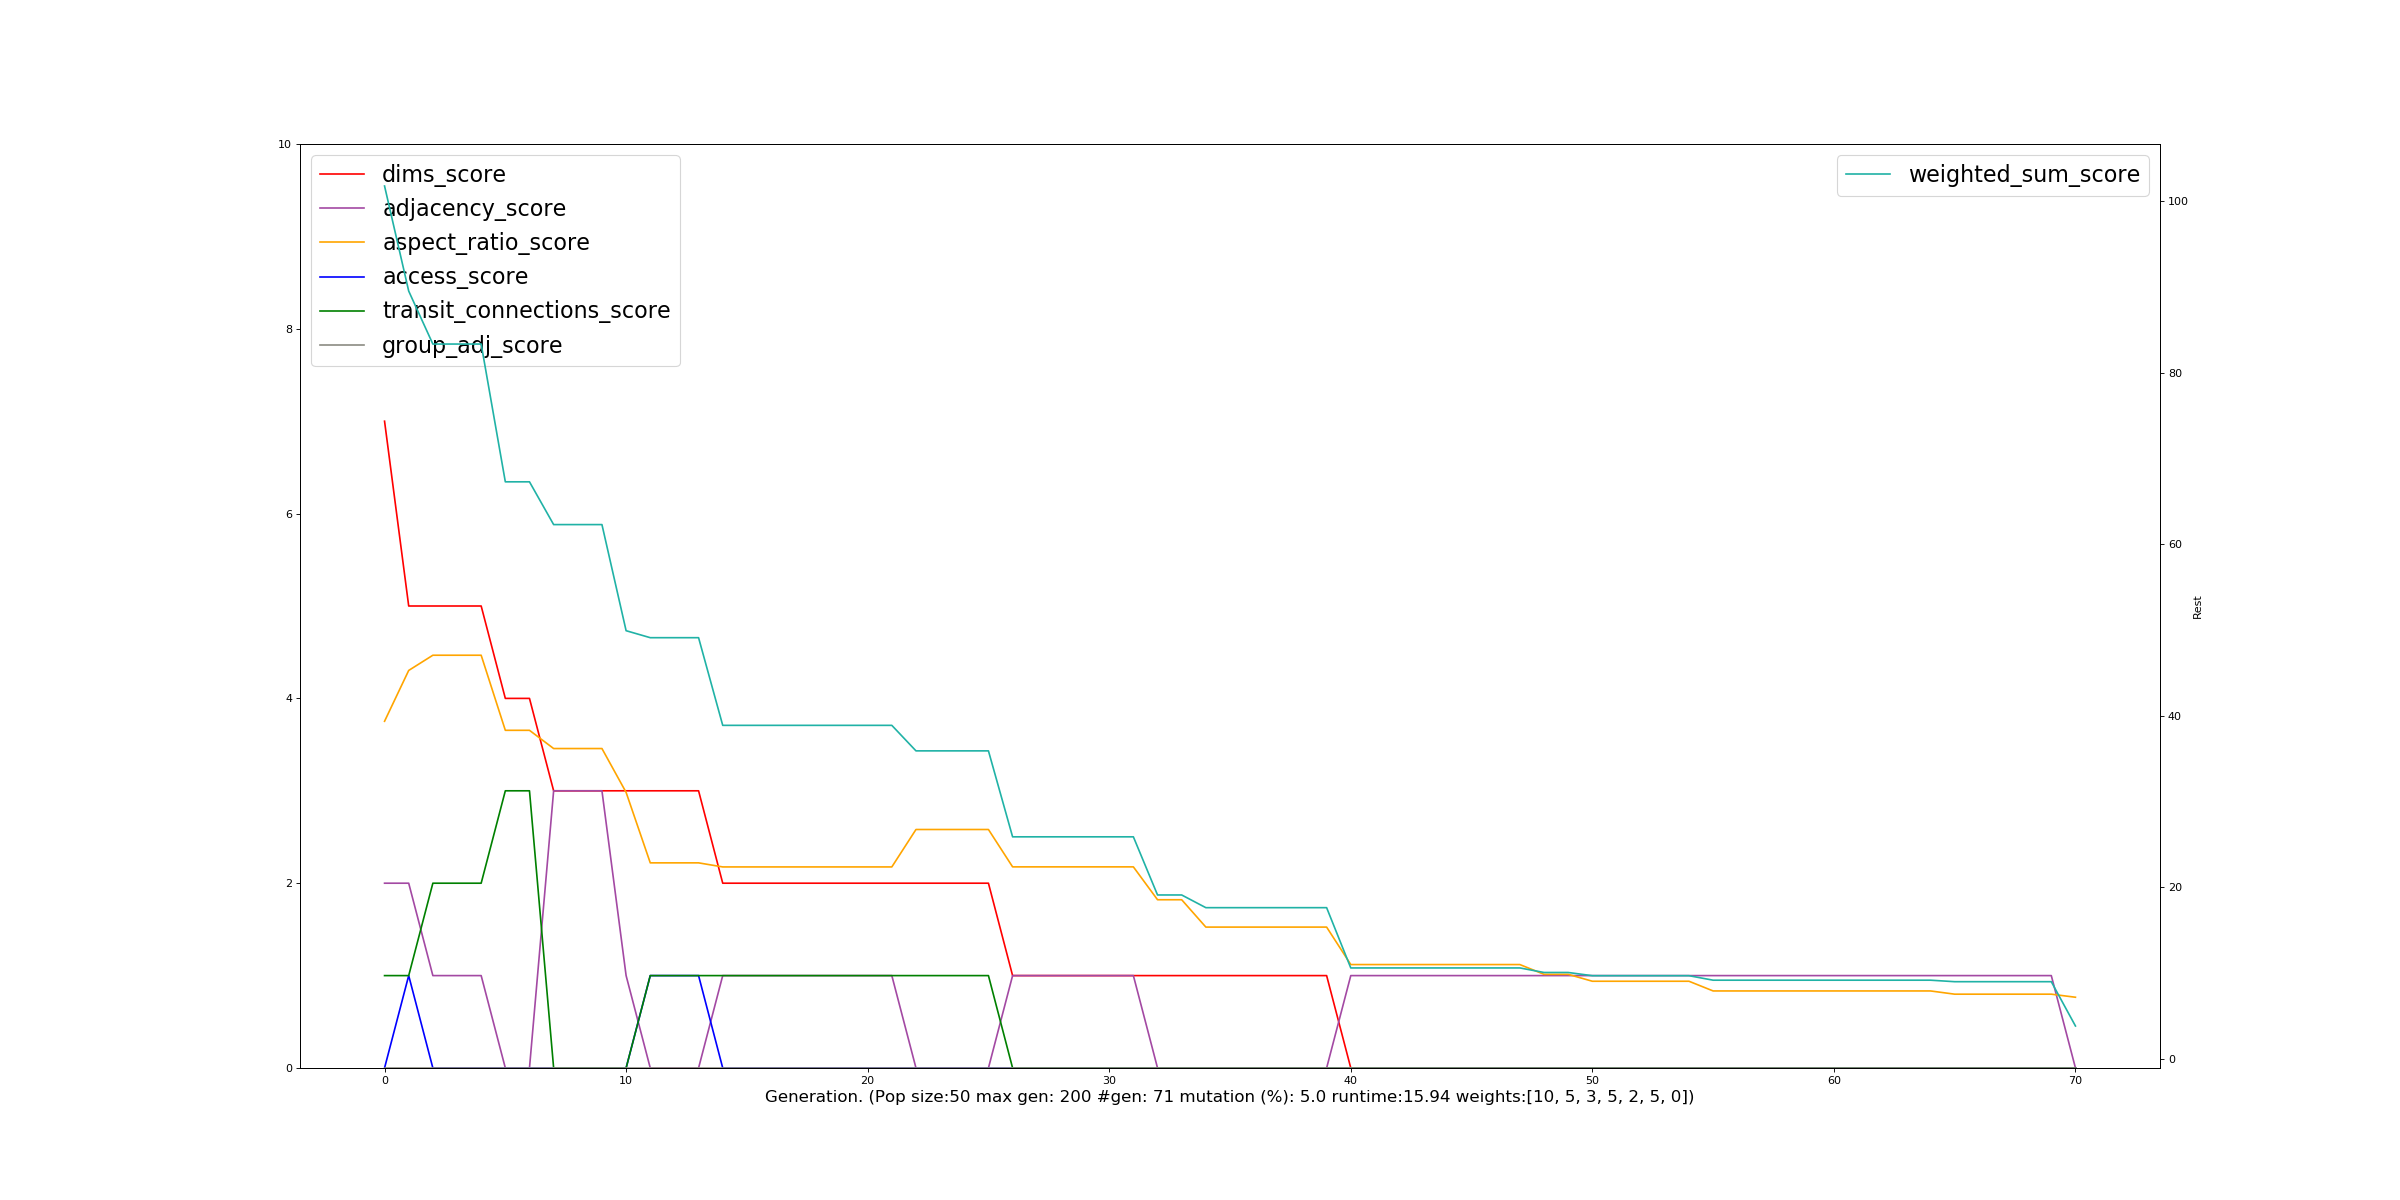 10
8
6
4
2
0
dims_score
adjacency_score
aspect_ratio_score
access_score
transit_connections_score
group_adj_score
weighted_sum_score
100
80
60
40
20
0
Rest
0 10 20 30 40 50 60 70
Generation. (Pop size:50 max gen: 200 #gen: 71 mutation (%): 5.0 runtime:15.94 weights:[10, 5, 3, 5, 2, 5, 0])